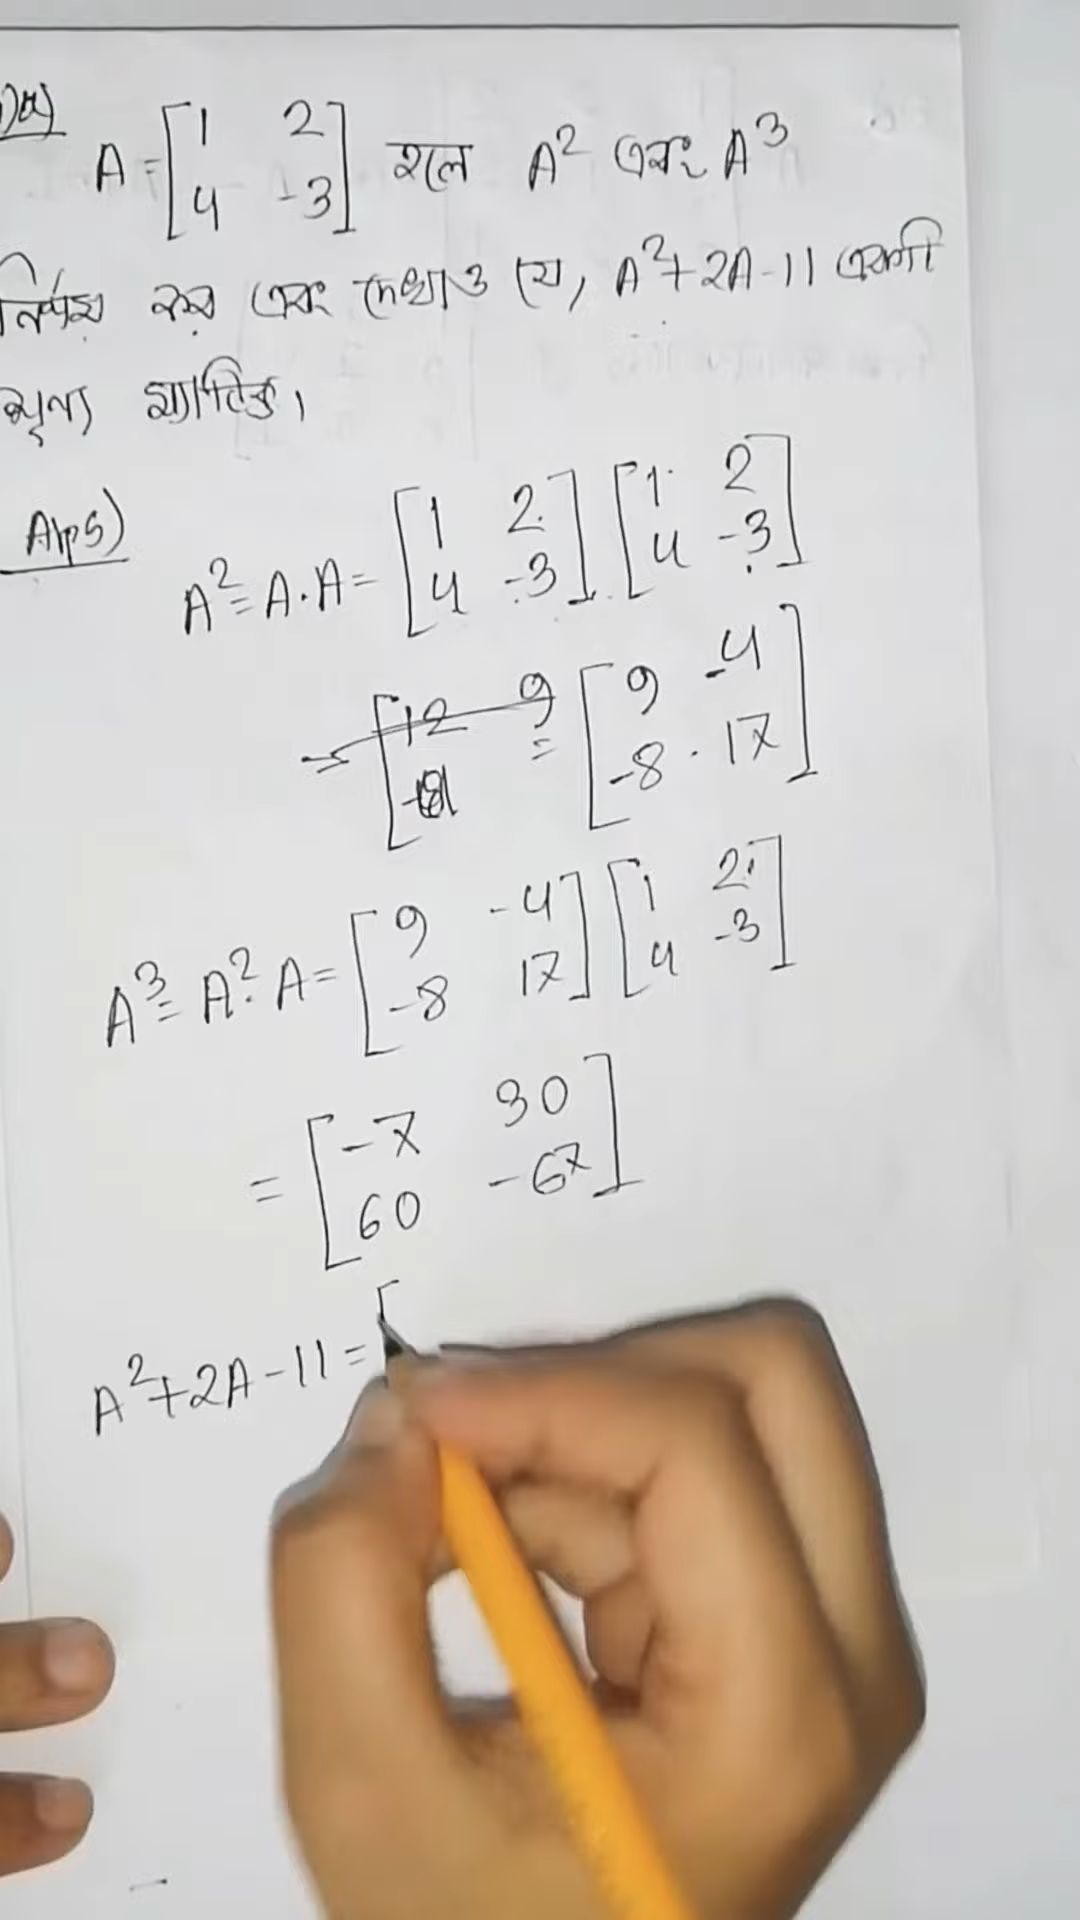 A = [1 2
4 -3] হলে A² এবং A³
নির্ণয় কর এবং দেখাও যে, A²+2A-11 একটি
শূন্য ম্যাট্রিক্স।
A² = A.A = [1 2
4 -3] [1 2
4 -3]
= [12 9 = [9 -4
-8 17]
A³ = A². A = [9 -4
-8 17] [1 2
4 -3]
= [-7 30
60 -67]
A²+2A-11 = [